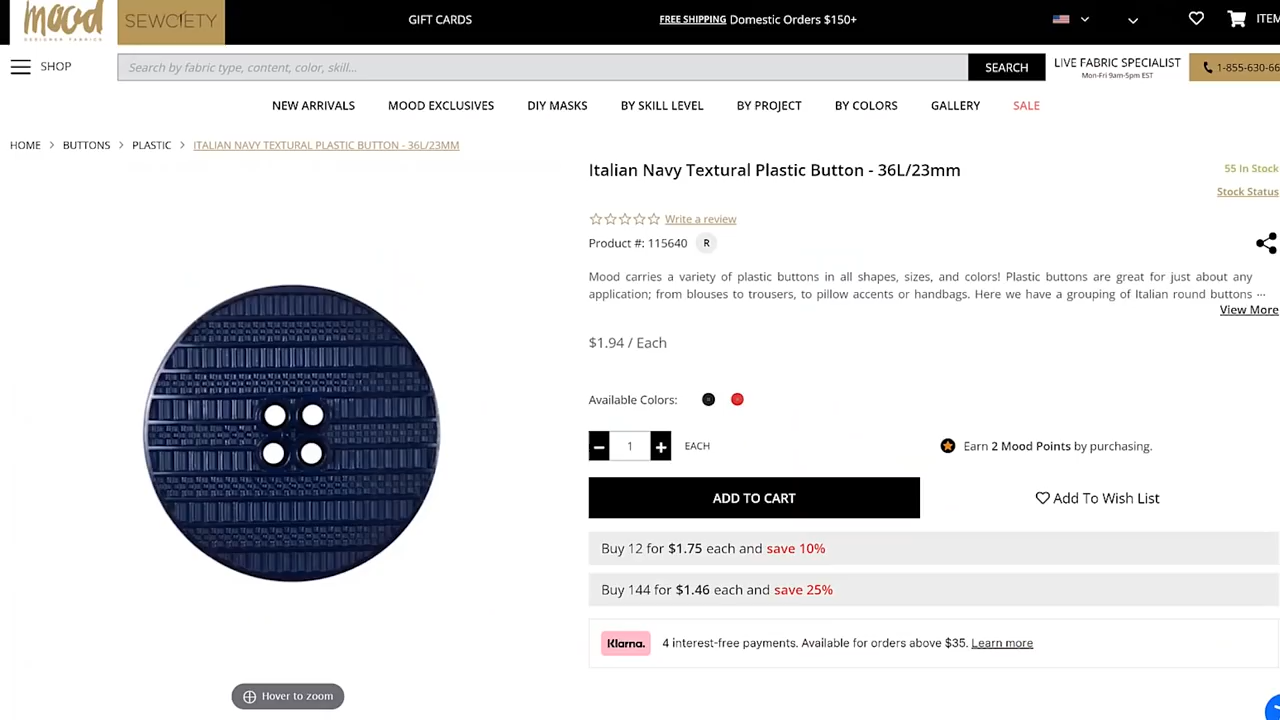 mood
DESIGNER FABRICS
SEWCIETY
GIFT CARDS
FREE SHIPPING Domestic Orders $150+
SHOP
Search by fabric type, content, color, skill...
SEARCH
LIVE FABRIC SPECIALIST
Mon-Fri 9am-5pm EST
1-855-630-66
NEW ARRIVALS MOOD EXCLUSIVES DIY MASKS BY SKILL LEVEL BY PROJECT BY COLORS GALLERY SALE
HOME > BUTTONS > PLASTIC > ITALIAN NAVY TEXTURAL PLASTIC BUTTON - 36L/23MM
Italian Navy Textural Plastic Button - 36L/23mm
55 In Stock
Stock Status
Write a review
Product #: 115640 R
Mood carries a variety of plastic buttons in all shapes, sizes, and colors! Plastic buttons are great for just about any
application; from blouses to trousers, to pillow accents or handbags. Here we have a grouping of Italian round buttons ...
View More
$1.94 / Each
Available Colors:
- 1 + EACH
Earn 2 Mood Points by purchasing.
ADD TO CART
Add To Wish List
Buy 12 for $1.75 each and save 10%
Buy 144 for $1.46 each and save 25%
Klarna. 4 interest-free payments. Available for orders above $35. Learn more
Hover to zoom